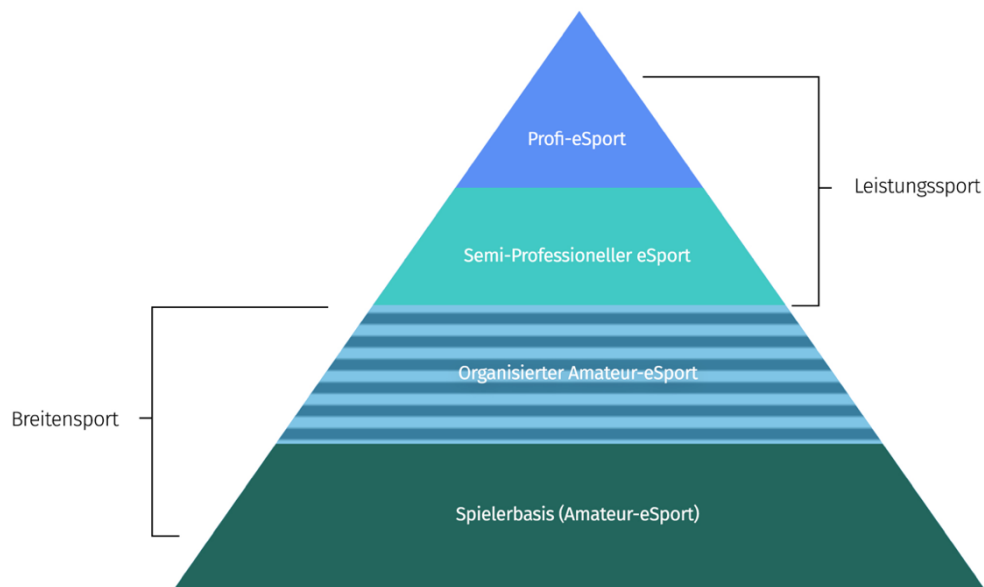 Profi-eSport
Leistungssport
Semi-Professioneller eSport
Organisierter Amateur-eSport
Breitensport
Spielerbasis (Amateur-eSport)